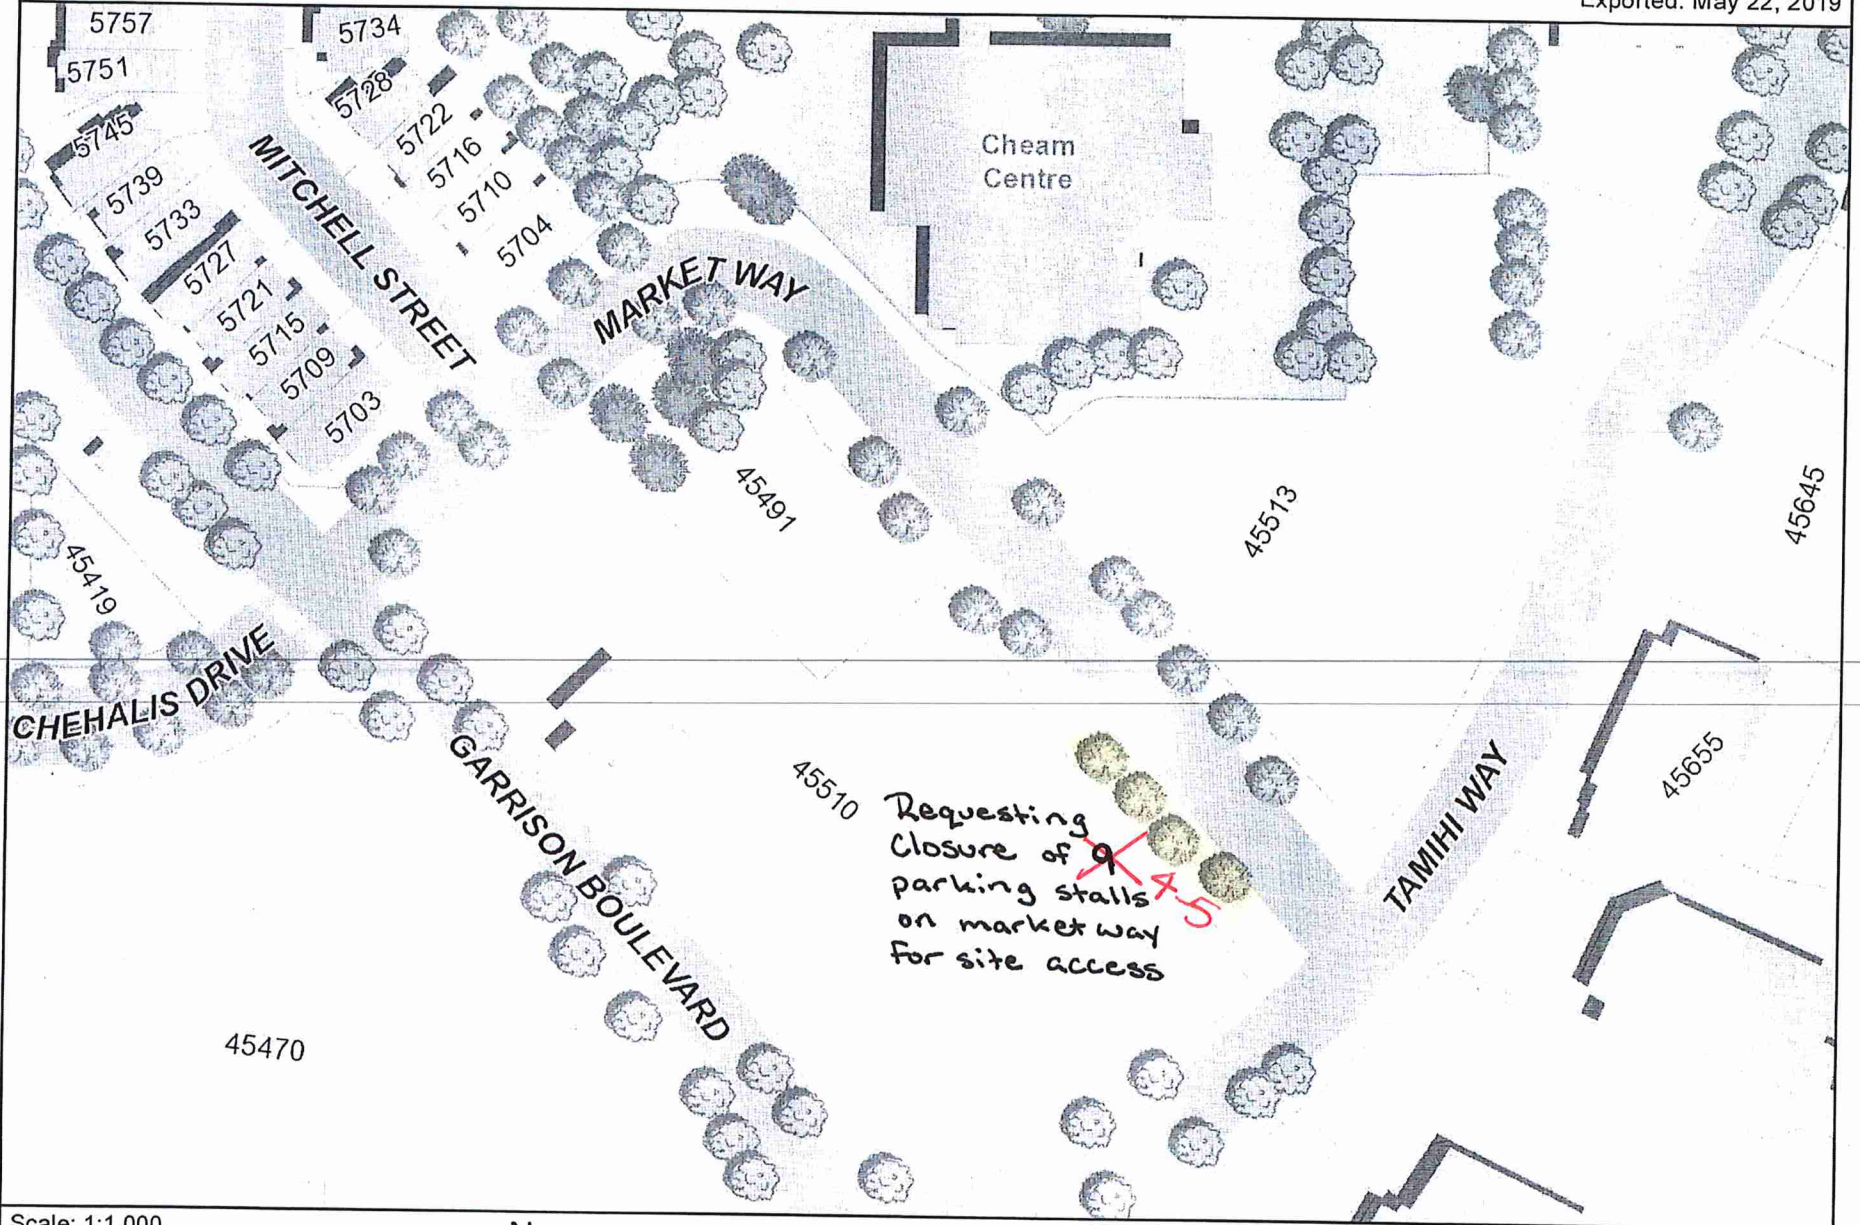 Exported: May 22, 2019
5757
5751
5745
5739
5733
5727
5721
5715
5709
5703
5734
5728
5722
5716
5710
5704
MITCHELL STREET
MARKET WAY
Cheam
Centre
45491
45513
45645
45419
CHEHALIS DRIVE
GARRISON BOULEVARD
45510
Requesting
Closure of 9
parking stalls 4-5
on market way
for site access
TAMIHI WAY
45655
45470
Scale: 1:1,000
N